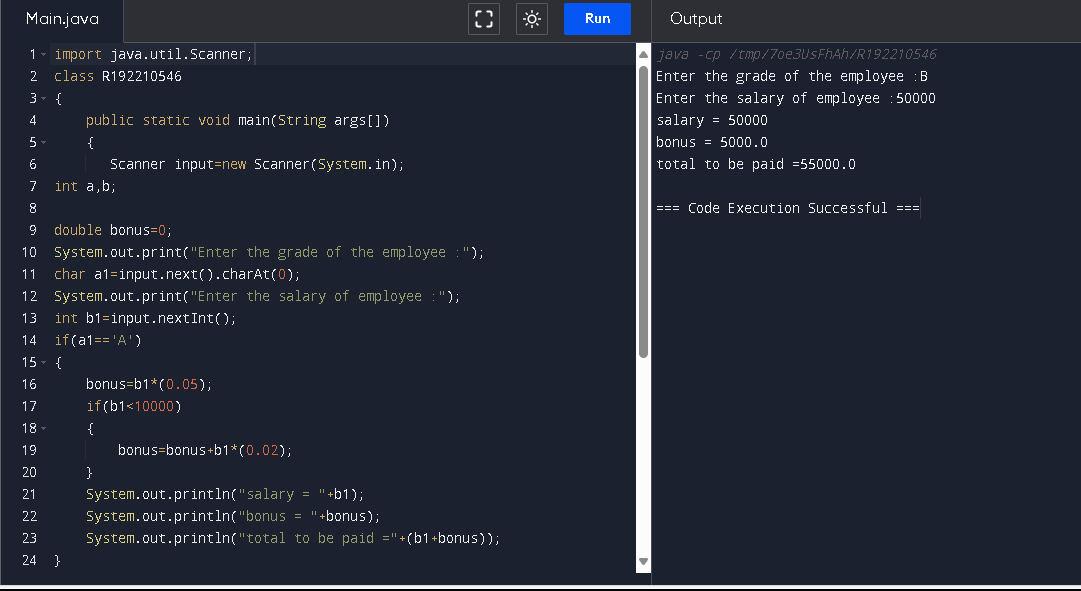 Main.java
Run
Output
1 import java.util.Scanner;
2 class R192210546
3 {
4 public static void main(String args[])
5 {
6 Scanner input=new Scanner(System.in);
7 int a,b;
8
9 double bonus=0;
10 System.out.print("Enter the grade of the employee :");
11 char a1=input.next().charAt(0);
12 System.out.print("Enter the salary of employee :");
13 int b1=input.nextInt();
14 if(a1=='A')
15 {
16 bonus=b1*(0.05);
17 if(b1<10000)
18 {
19 bonus=bonus+b1*(0.02);
20 }
21 System.out.println("salary = "+b1);
22 System.out.println("bonus = "+bonus);
23 System.out.println("total to be paid ="+(b1+bonus));
24 }
java -cp /tmp/7oe3UsFhAh/R192210546
Enter the grade of the employee :B
Enter the salary of employee :50000
salary = 50000
bonus = 5000.0
total to be paid =55000.0
=== Code Execution Successful ===